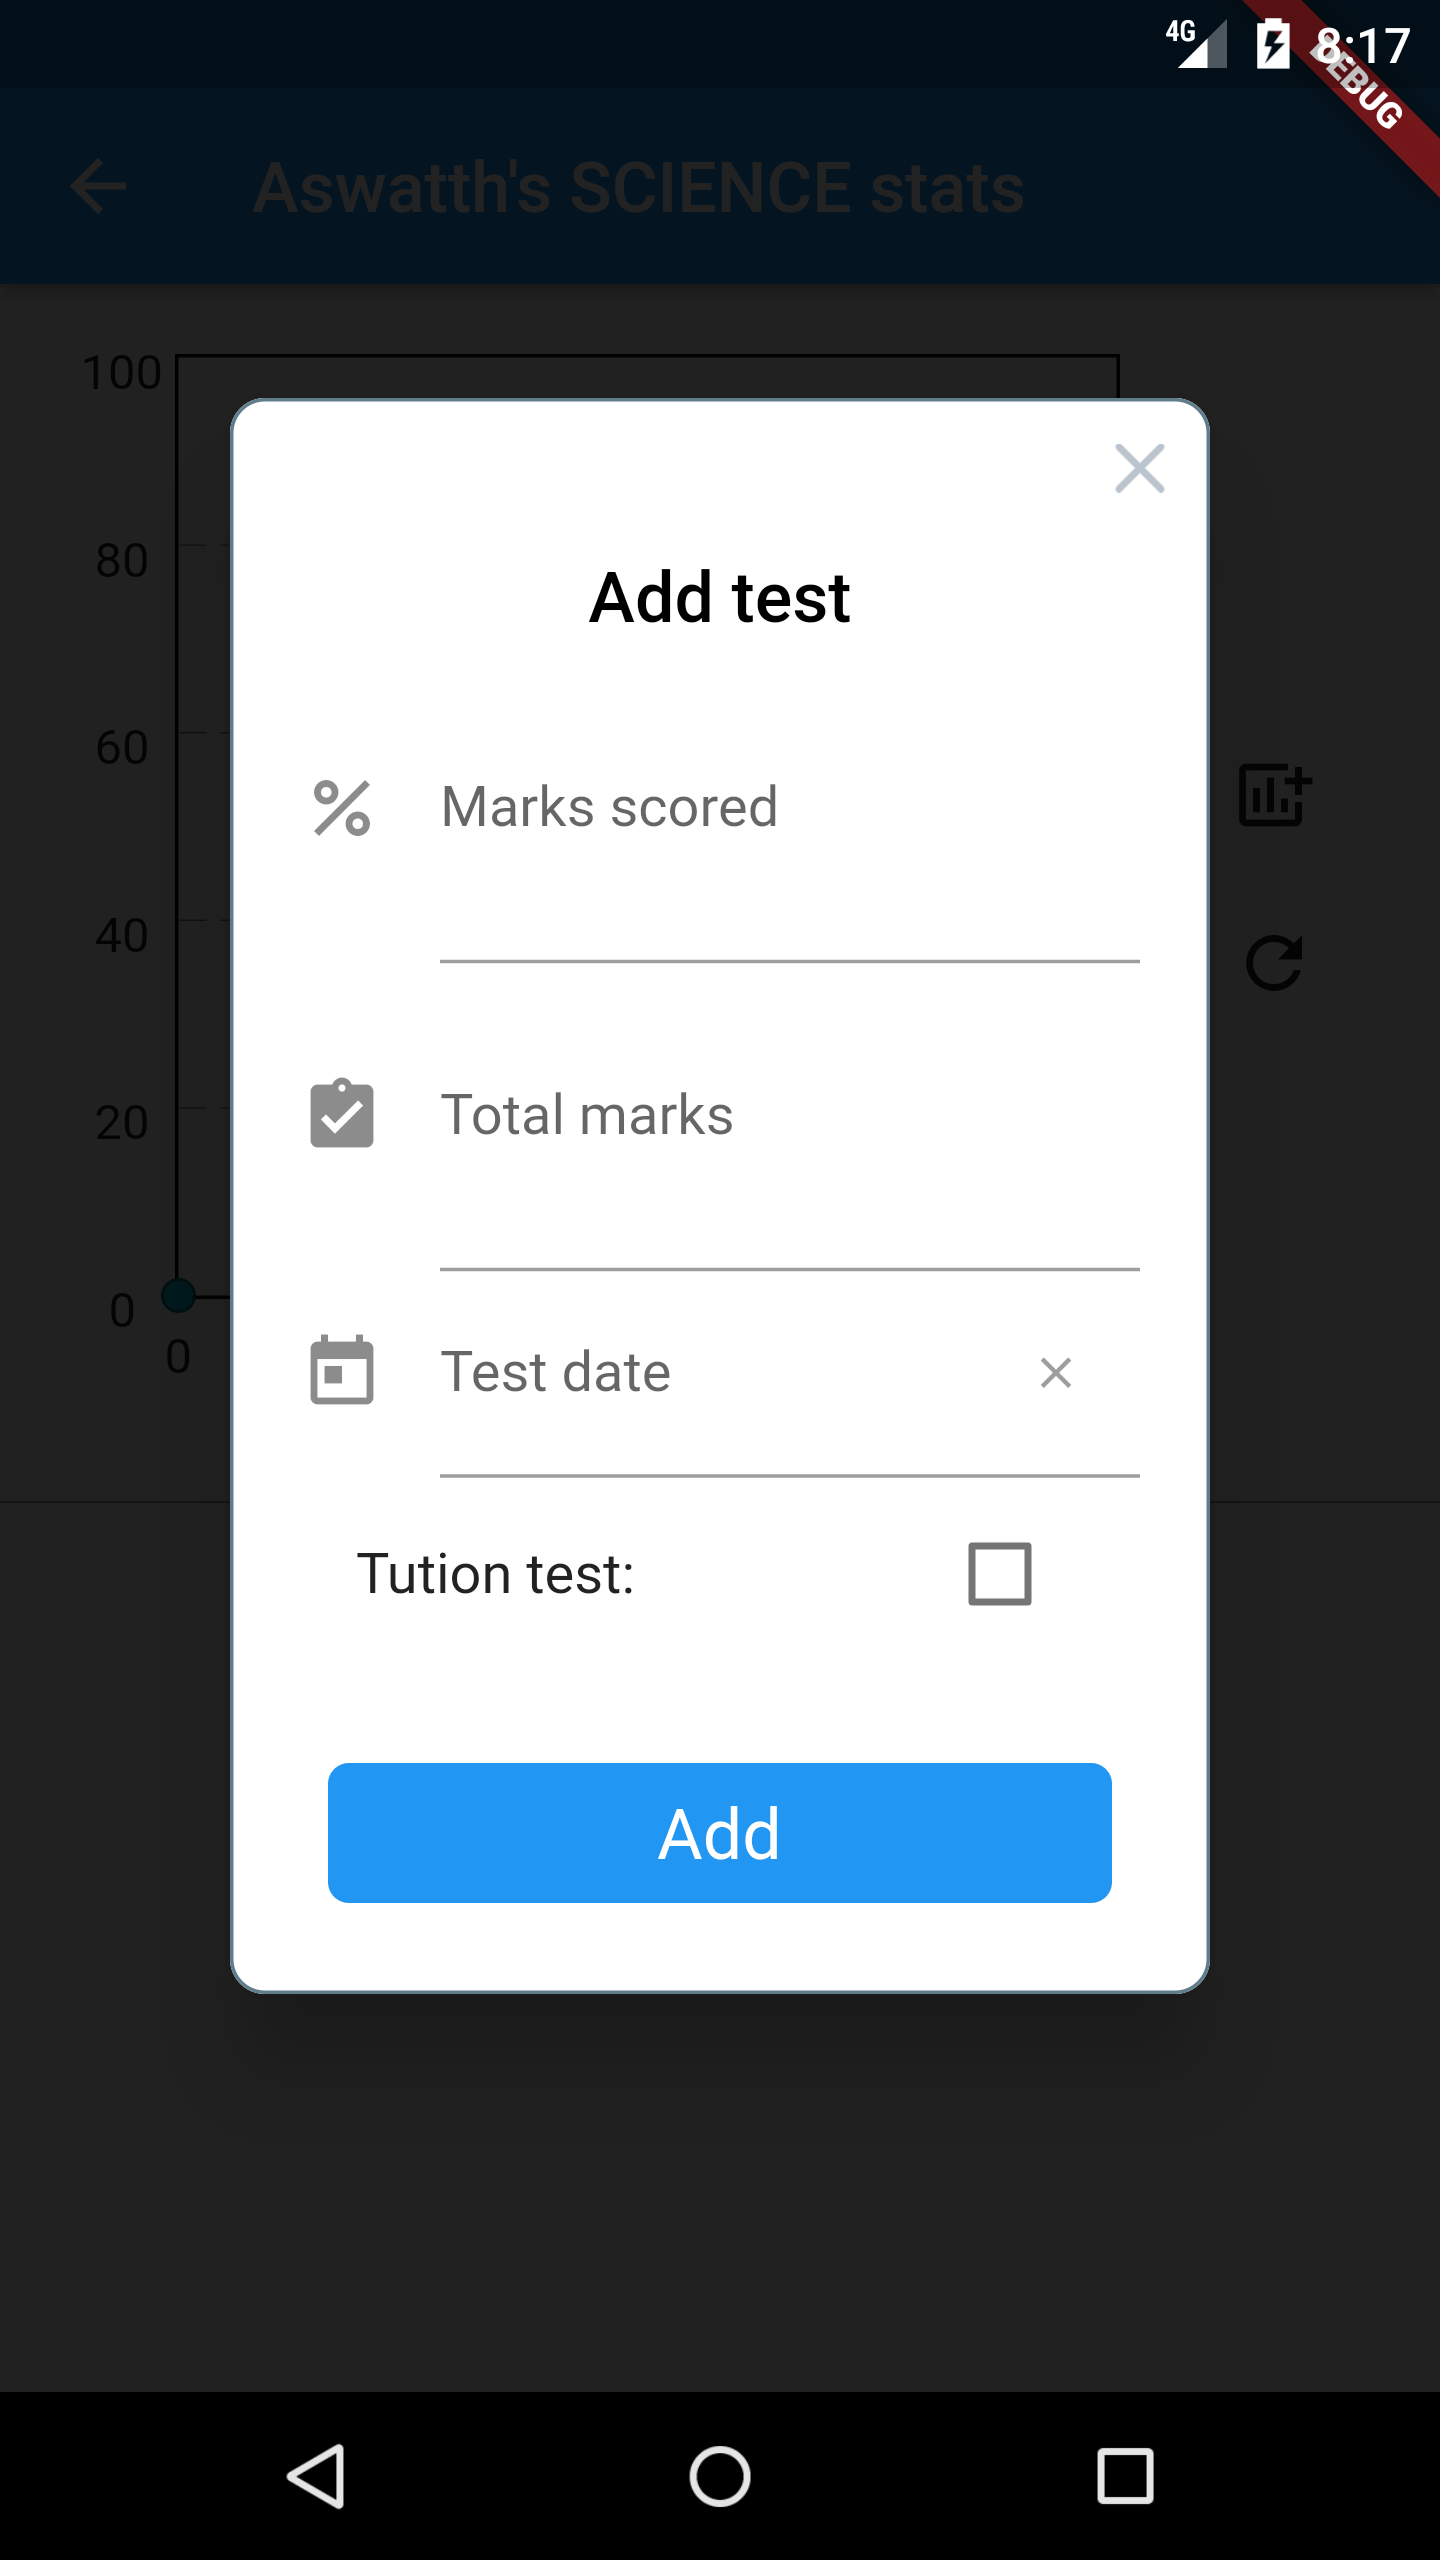 4G 8:17
DEBUG
Aswatth's SCIENCE stats
100
80
60
40
20
0
0
Add test
Marks scored
Total marks
Test date
Tution test:
Add